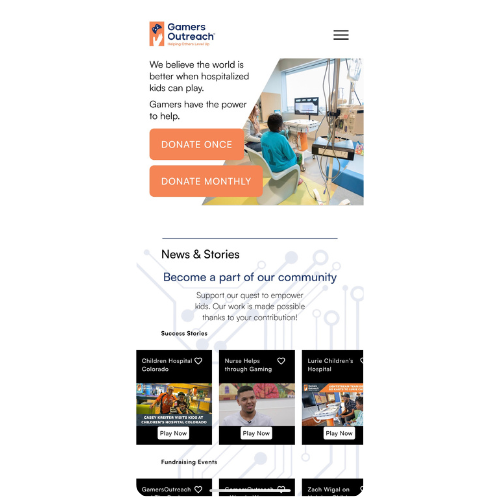 Gamers
Outreach
Helping Others Level Up
We believe the world is
better when hospitalized
kids can play.
Gamers have the power
to help.
DONATE ONCE
DONATE MONTHLY
News & Stories
Become a part of our community
Support our quest to empower
kids. Our work is made possible
thanks to your contribution!
Success Stories
Children Hospital
Colorado
Nurse Helps
through Gaming
Lurie Children's
Hospital
CASEY KREITER VISITS KIDS AT
CHILDREN'S HOSPITAL COLORADO
Play Now
Play Now
Play Now
Fundraising Events
GamersOutreach
GamersOutreach
Zach Wigal on